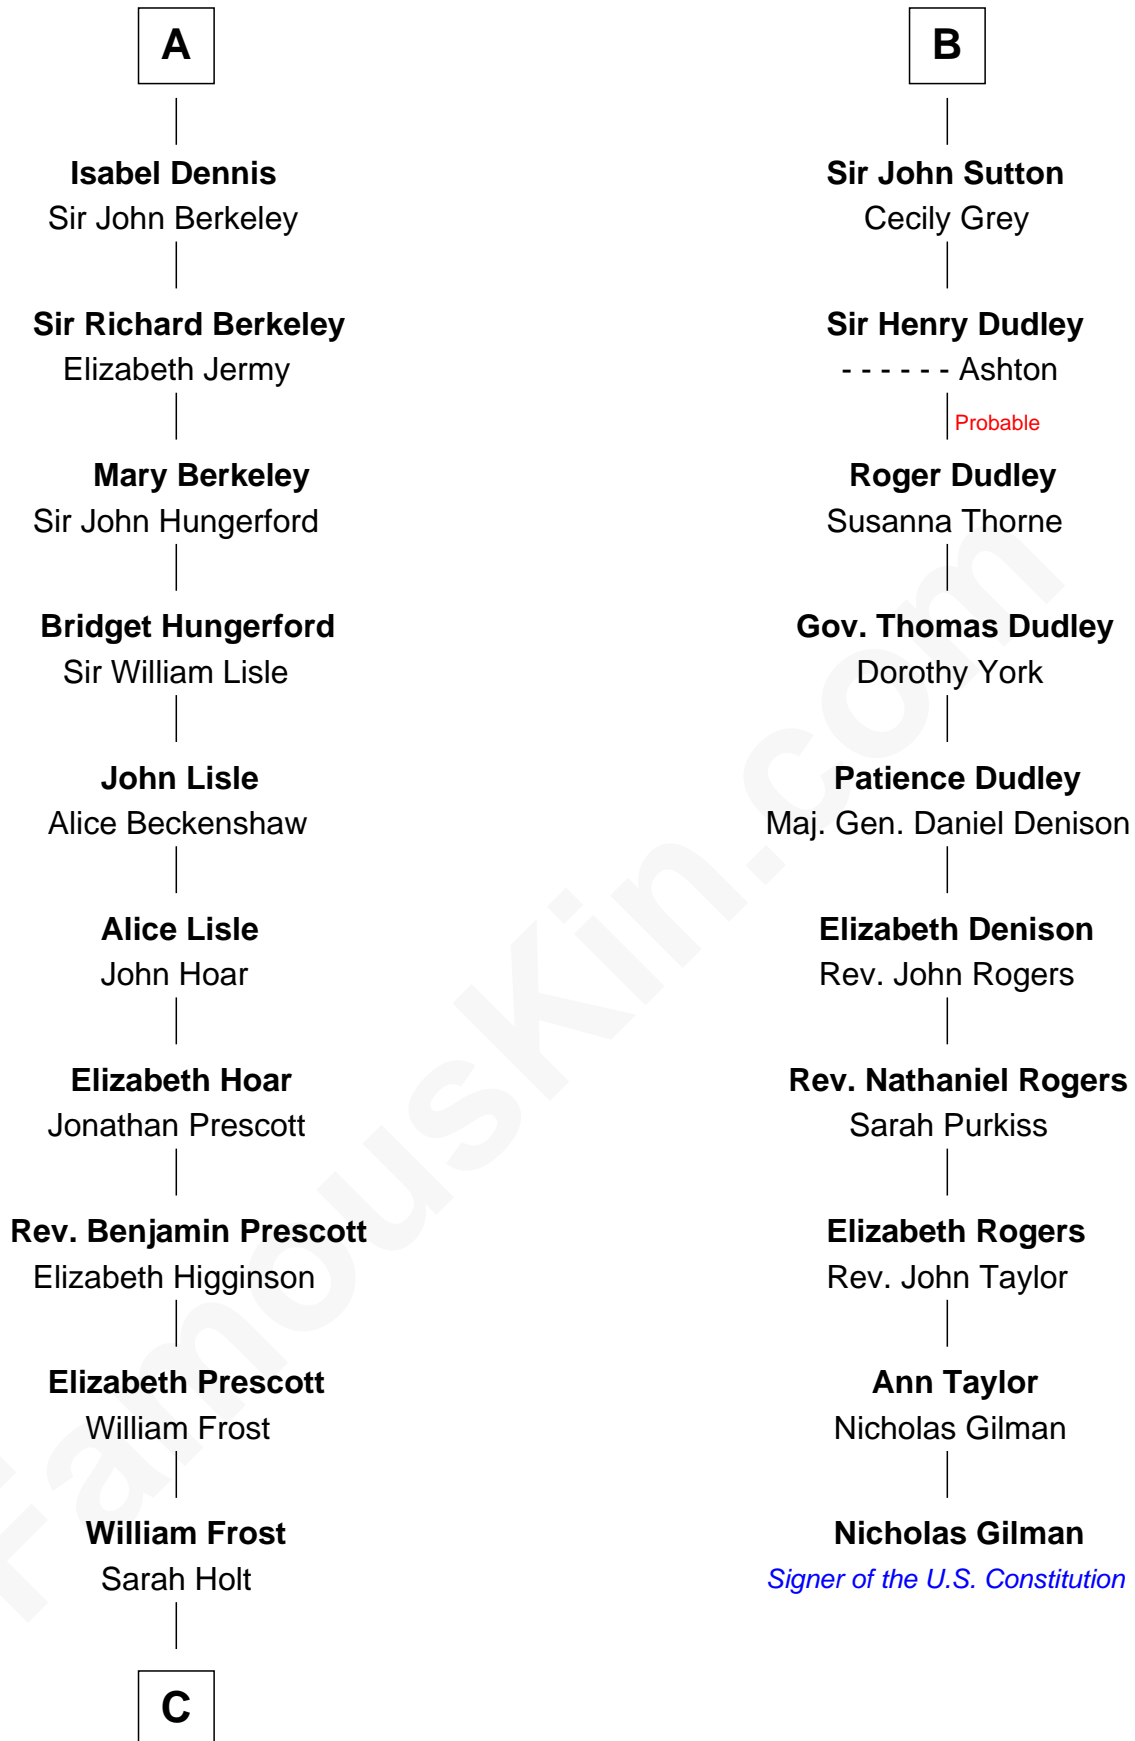 A
Isabel Dennis
Sir John Berkeley
Sir Richard Berkeley
Elizabeth Jermy
Mary Berkeley
Sir John Hungerford
Bridget Hungerford
Sir William Lisle
John Lisle
Alice Beckenshaw
Alice Lisle
John Hoar
Elizabeth Hoar
Jonathan Prescott
Rev. Benjamin Prescott
Elizabeth Higginson
Elizabeth Prescott
William Frost
William Frost
Sarah Holt
C
B
Sir John Sutton
Cecily Grey
Sir Henry Dudley
- - - - - - Ashton
Probable
Roger Dudley
Susanna Thorne
Gov. Thomas Dudley
Dorothy York
Patience Dudley
Maj. Gen. Daniel Denison
Elizabeth Denison
Rev. John Rogers
Rev. Nathaniel Rogers
Sarah Purkiss
Elizabeth Rogers
Rev. John Taylor
Ann Taylor
Nicholas Gilman
Nicholas Gilman
Signer of the U.S. Constitution
FamousKin.com